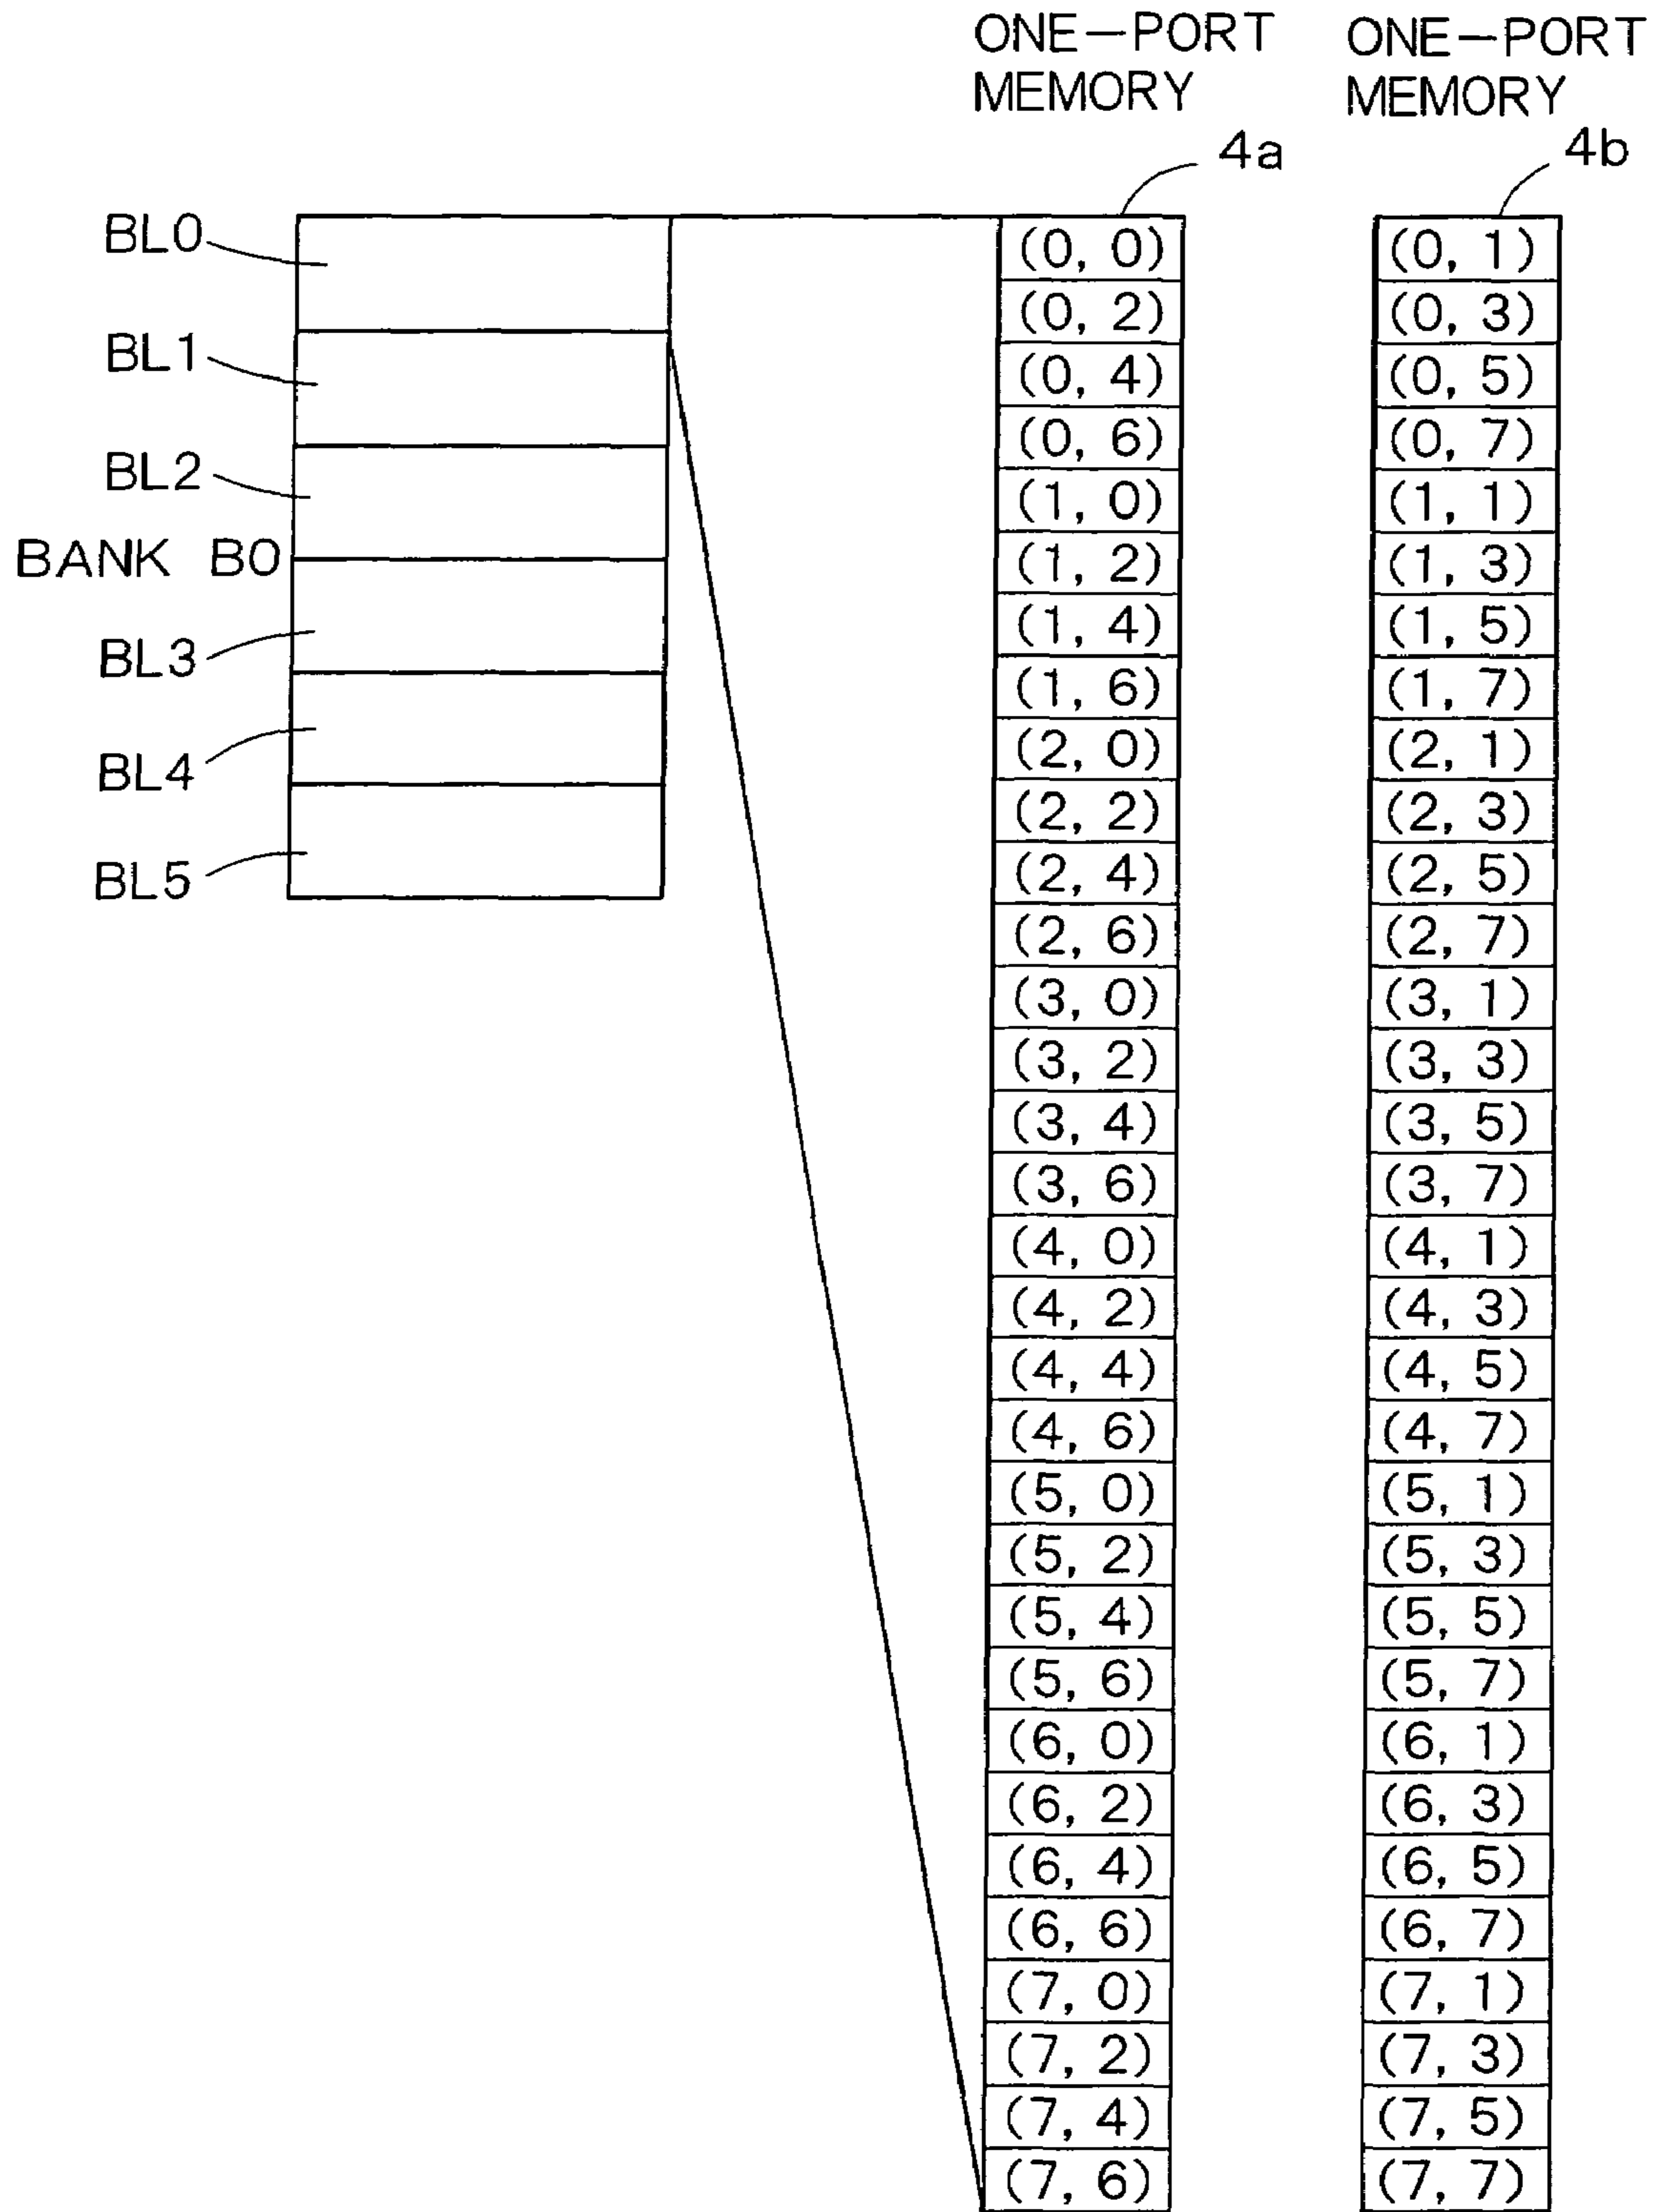 ONE-PORT MEMORY
ONE-PORT MEMORY
4a
4b
BL0
BL1
BL2
BANK B0
BL3
BL4
BL5
(0, 0) (0, 1)
(0, 2) (0, 3)
(0, 4) (0, 5)
(0, 6) (0, 7)
(1, 0) (1, 1)
(1, 2) (1, 3)
(1, 4) (1, 5)
(1, 6) (1, 7)
(2, 0) (2, 1)
(2, 2) (2, 3)
(2, 4) (2, 5)
(2, 6) (2, 7)
(3, 0) (3, 1)
(3, 2) (3, 3)
(3, 4) (3, 5)
(3, 6) (3, 7)
(4, 0) (4, 1)
(4, 2) (4, 3)
(4, 4) (4, 5)
(4, 6) (4, 7)
(5, 0) (5, 1)
(5, 2) (5, 3)
(5, 4) (5, 5)
(5, 6) (5, 7)
(6, 0) (6, 1)
(6, 2) (6, 3)
(6, 4) (6, 5)
(6, 6) (6, 7)
(7, 0) (7, 1)
(7, 2) (7, 3)
(7, 4) (7, 5)
(7, 6) (7, 7)